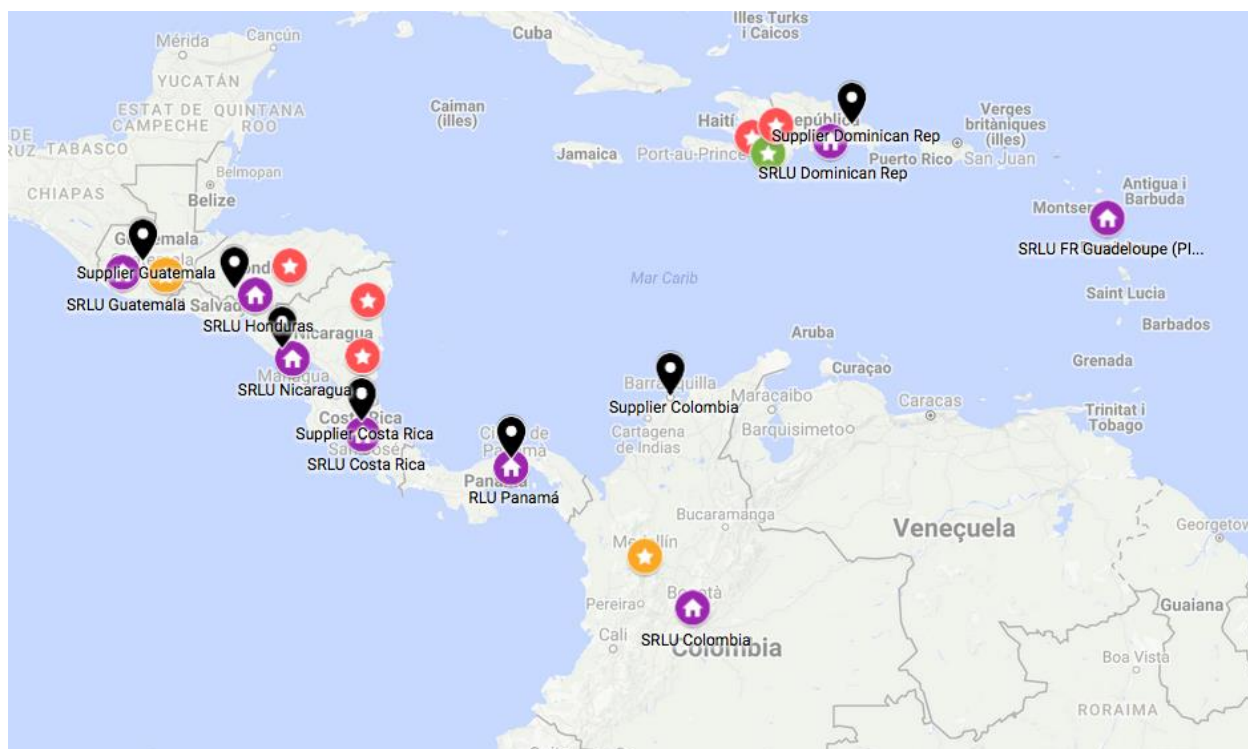 Illes Turks
i Caicos
Cuba
Cancún
Mérida
YUCATÁN
ESTAT DE
CAMPECHE
QUINTANA
ROO
DE
TABASCO
CHIAPAS
Belmopan
Belize
Caiman
(illes)
Jamaica
Haití
Port-au-Prince
Supplier Dominican Rep
SRLU Dominican Rep
Puerto Rico
San Juan
Verges
britàniques
(illes)
Antigua i
Barbuda
SRLU FR Guadeloupe (Pl...
Supplier Guatemala
SRLU Guatemala
SRLU Honduras
Nicaragua
SRLU Nicaragua
Mar Carib
Saint Lucia
Barbados
Grenada
Aruba
Curaçao
Caracas
Trinitat i
Tobago
Supplier Colombia
Maracaibo
Cartagena
de Indias
Barquisimeto
Supplier Costa Rica
SRLU Costa Rica
RLU Panamá
Bucaramanga
Medellín
Veneçuela
Pereira
Cali
SRLU Colombia
Colombia
Guaiana
Boa Vista
RORAIMA